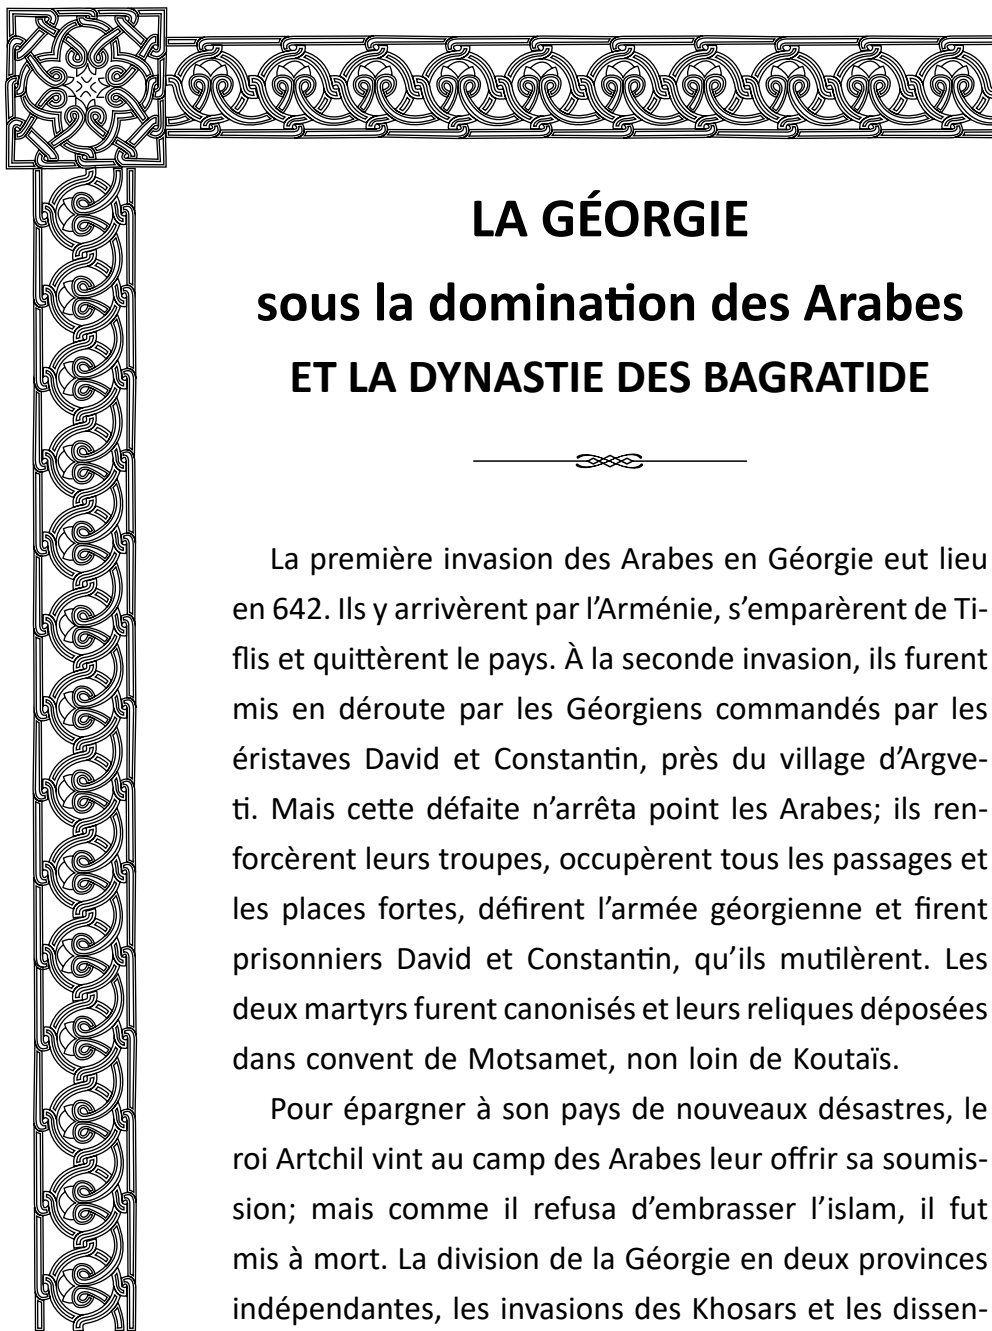 LA GÉORGIE
sous la domination des Arabes
ET LA DYNASTIE DES BAGRATIDE
La première invasion des Arabes en Géorgie eut lieu
en 642. Ils y arrivèrent par l’Arménie, s’emparèrent de Ti-
flis et quittèrent le pays. À la seconde invasion, ils furent
mis en déroute par les Géorgiens commandés par les
éristaves David et Constantin, près du village d’Argve-
ti. Mais cette défaite n’arrêta point les Arabes; ils ren-
forcèrent leurs troupes, occupèrent tous les passages et
les places fortes, défirent l’armée géorgienne et firent
prisonniers David et Constantin, qu’ils mutilèrent. Les
deux martyrs furent canonisés et leurs reliques déposées
dans convent de Motsamet, non loin de Koutaïs.
Pour épargner à son pays de nouveaux désastres, le
roi Artchil vint au camp des Arabes leur offrir sa soumis-
sion; mais comme il refusa d’embrasser l’islam, il fut
mis à mort. La division de la Géorgie en deux provinces
indépendantes, les invasions des Khosars et les dissen-